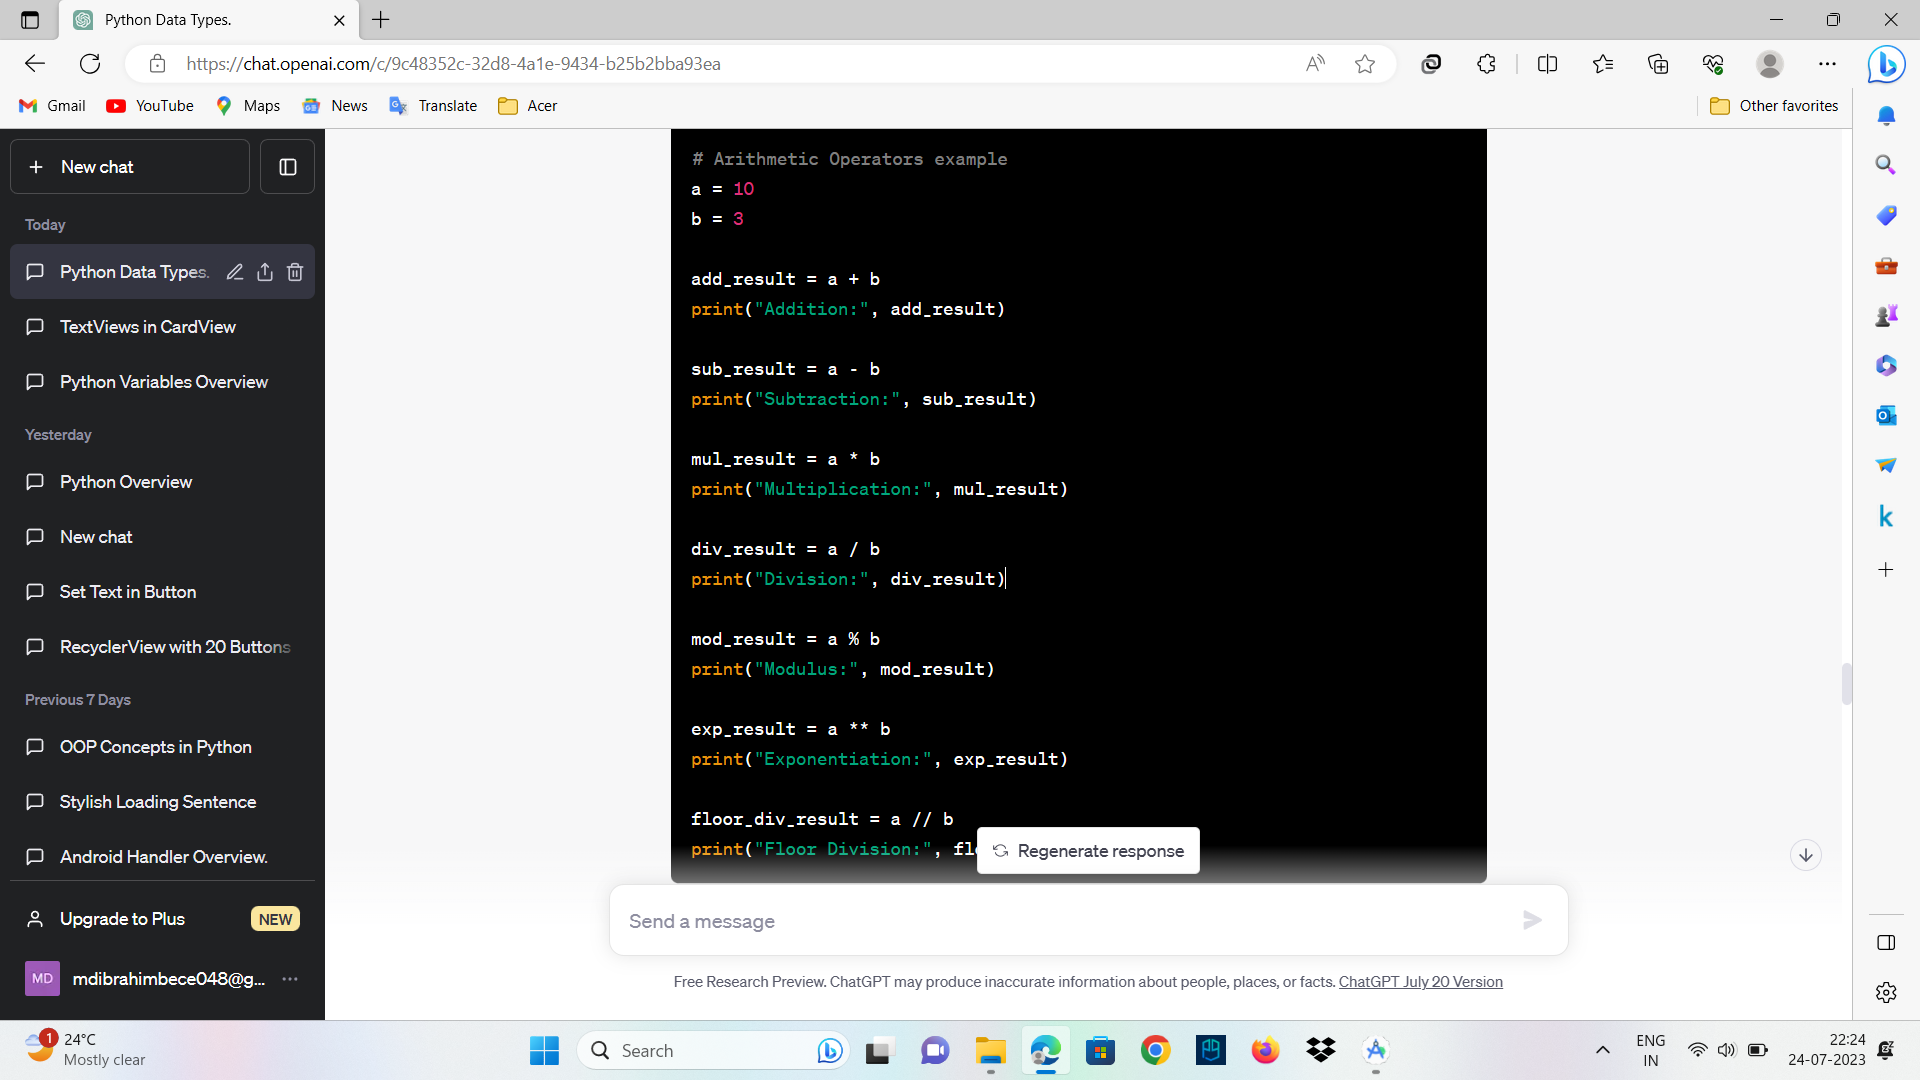 Python Data Types.
https://chat.openai.com/c/9c48352c-32d8-4a1e-9434-b25b2bba93ea
Gmail
YouTube
Maps
News
Translate
Acer
Other favorites
New chat
Today
Python Data Types.
TextViews in CardView
Python Variables Overview
Yesterday
Python Overview
New chat
Set Text in Button
RecyclerView with 20 Buttons
Previous 7 Days
OOP Concepts in Python
Stylish Loading Sentence
Android Handler Overview.
Upgrade to Plus
NEW
MD
mdibrahimbece048@g...
# Arithmetic Operators example
a = 10
b = 3
add_result = a + b
print("Addition:", add_result)
sub_result = a - b
print("Subtraction:", sub_result)
mul_result = a * b
print("Multiplication:", mul_result)
div_result = a / b
print("Division:", div_result)
mod_result = a % b
print("Modulus:", mod_result)
exp_result = a ** b
print("Exponentiation:", exp_result)
floor_div_result = a // b
print("Floor Division:",
Regenerate response
Send a message
Free Research Preview. ChatGPT may produce inaccurate information about people, places, or facts. ChatGPT July 20 Version
1
24°C
Mostly clear
Search
ENG
IN
22:24
24-07-2023